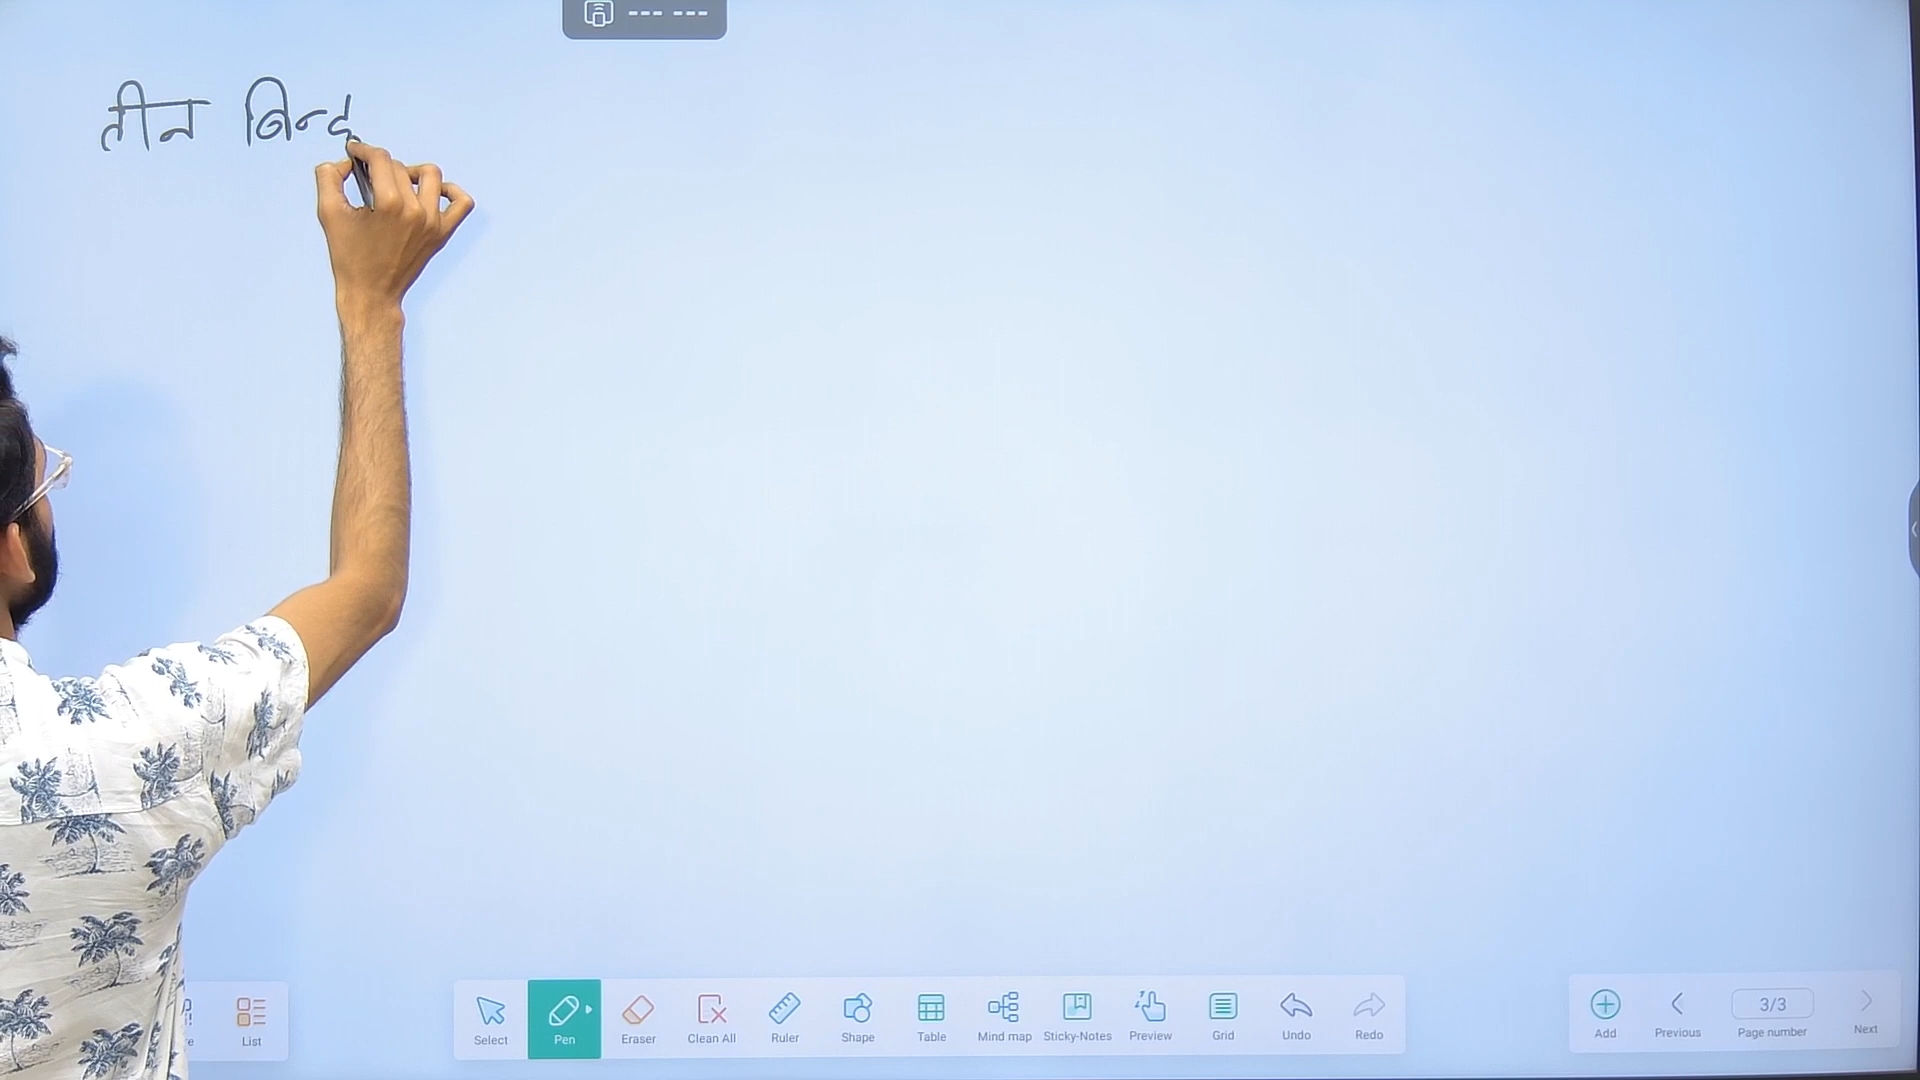 --- ---
तीन बिन्दु
List
Select
Pen
Eraser
Clean All
Ruler
Shape
Table
Mind map
Sticky-Notes
Preview
Grid
Undo
Redo
Add
Previous
3/3
Page number
Next